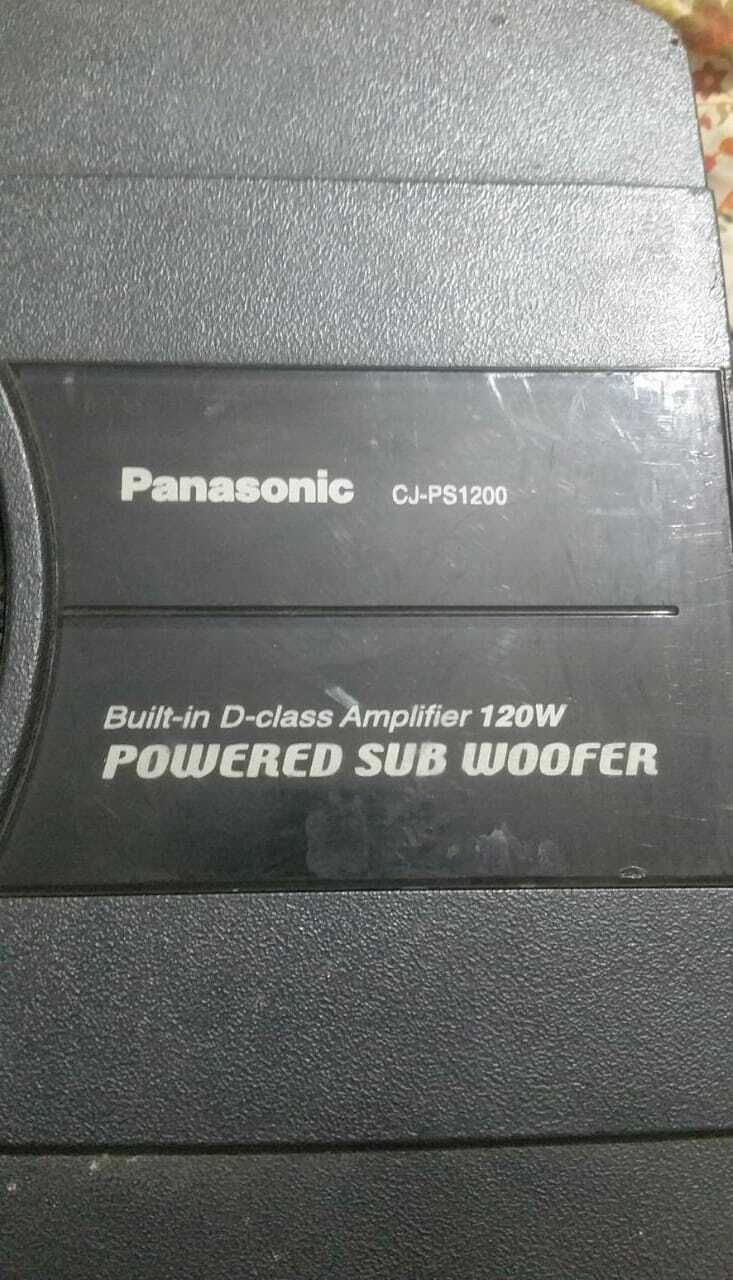 Panasonic CJ-PS1200
Built-in D-class Amplifier 120W
POWERED SUB WOOFER